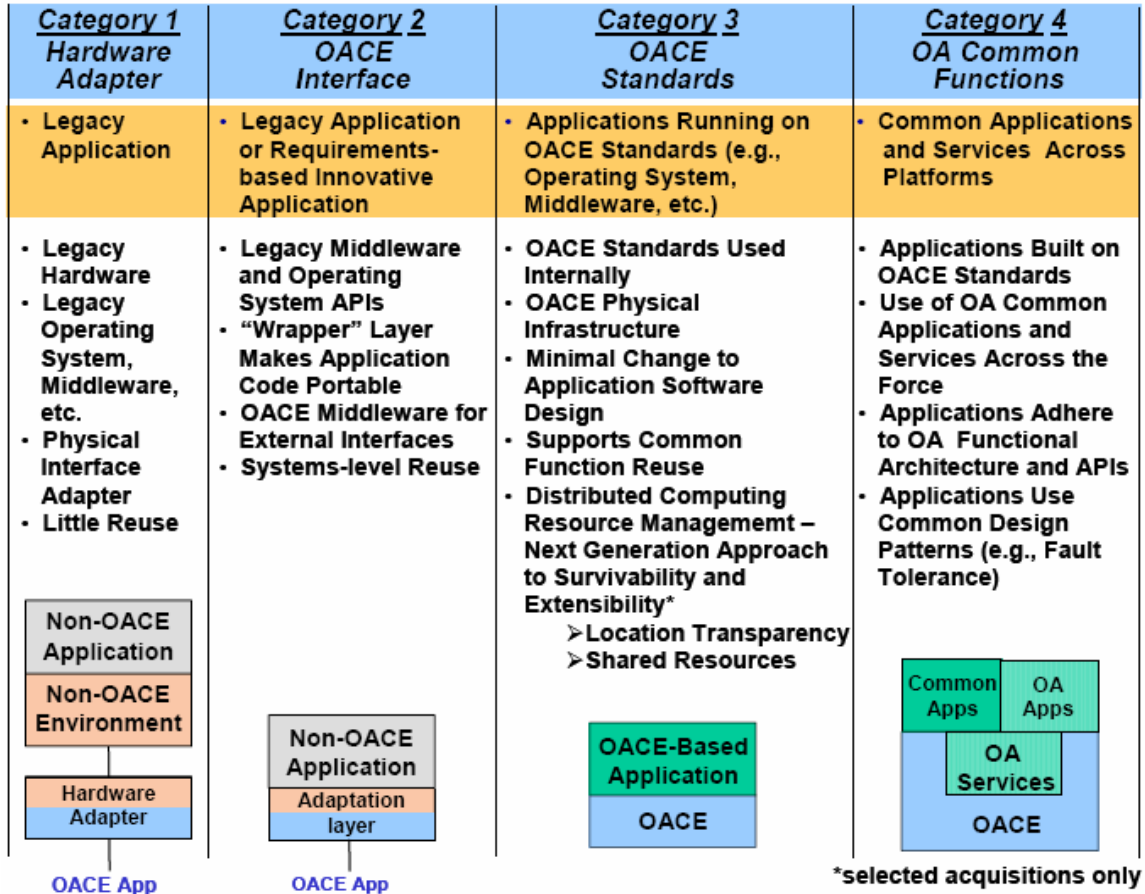 Category 1
Hardware
Adapter
• Legacy
Application
• Legacy
Hardware
• Legacy
Operating
System,
Middleware,
etc.
• Physical
Interface
Adapter
• Little Reuse
Non-OACE
Application
Non-OACE
Environment
Hardware
Adapter
OACE App
Category 2
OACE
Interface
• Legacy Application
or Requirements-
based Innovative
Application
• Legacy Middleware
and Operating
System APIs
• “Wrapper” Layer
Makes Application
Code Portable
• OACE Middleware for
External Interfaces
• Systems-level Reuse
Non-OACE
Application
Adaptation
layer
OACE App
Category 3
OACE
Standards
• Applications Running on
OACE Standards (e.g.,
Operating System,
Middleware, etc.)
• OACE Standards Used
Internally
• OACE Physical
Infrastructure
• Minimal Change to
Application Software
Design
• Supports Common
Function Reuse
• Distributed Computing
Resource Managememt –
Next Generation Approach
to Survivability and
Extensibility*
➢Location Transparency
➢Shared Resources
OACE-Based
Application
OACE
Category 4
OA Common
Functions
• Common Applications
and Services Across
Platforms
• Applications Built on
OACE Standards
• Use of OA Common
Applications and
Services Across the
Force
• Applications Adhere
to OA Functional
Architecture and APIs
• Applications Use
Common Design
Patterns (e.g., Fault
Tolerance)
Common
Apps
OA
Apps
OA
Services
OACE
*selected acquisitions only